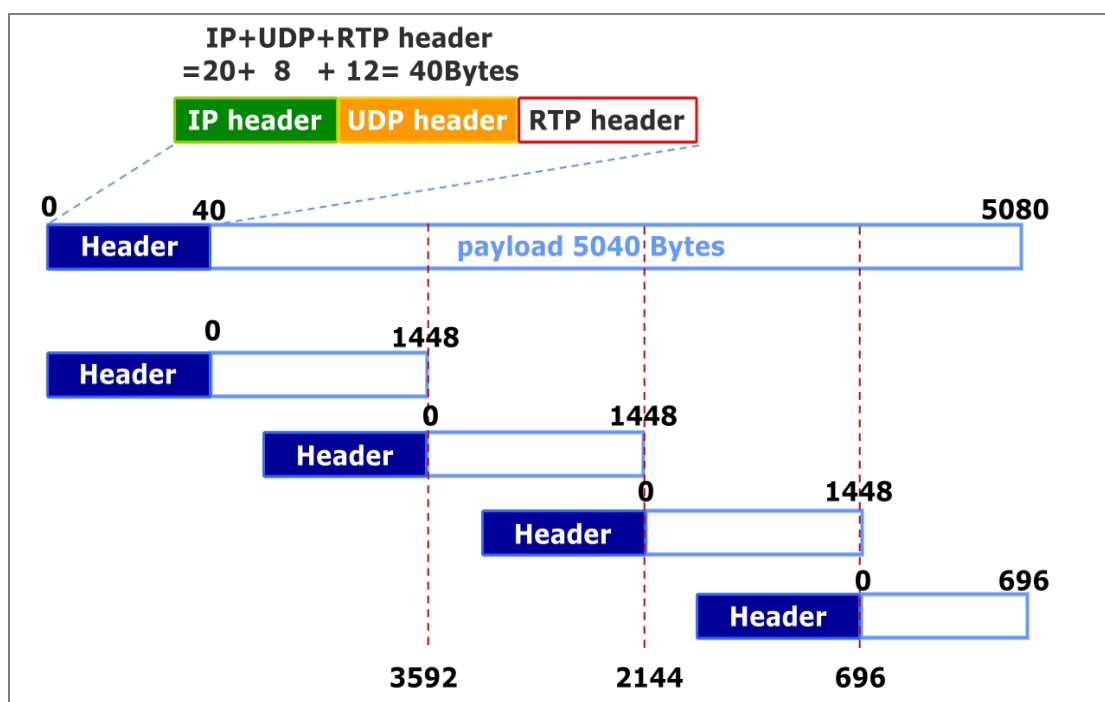 IP+UDP+RTP header
=20+ 8 + 12= 40Bytes
IP header UDP header RTP header
0 40 5080
Header payload 5040 Bytes
0 1448
Header
0 1448
Header
0 1448
Header
0 696
Header
3592 2144 696